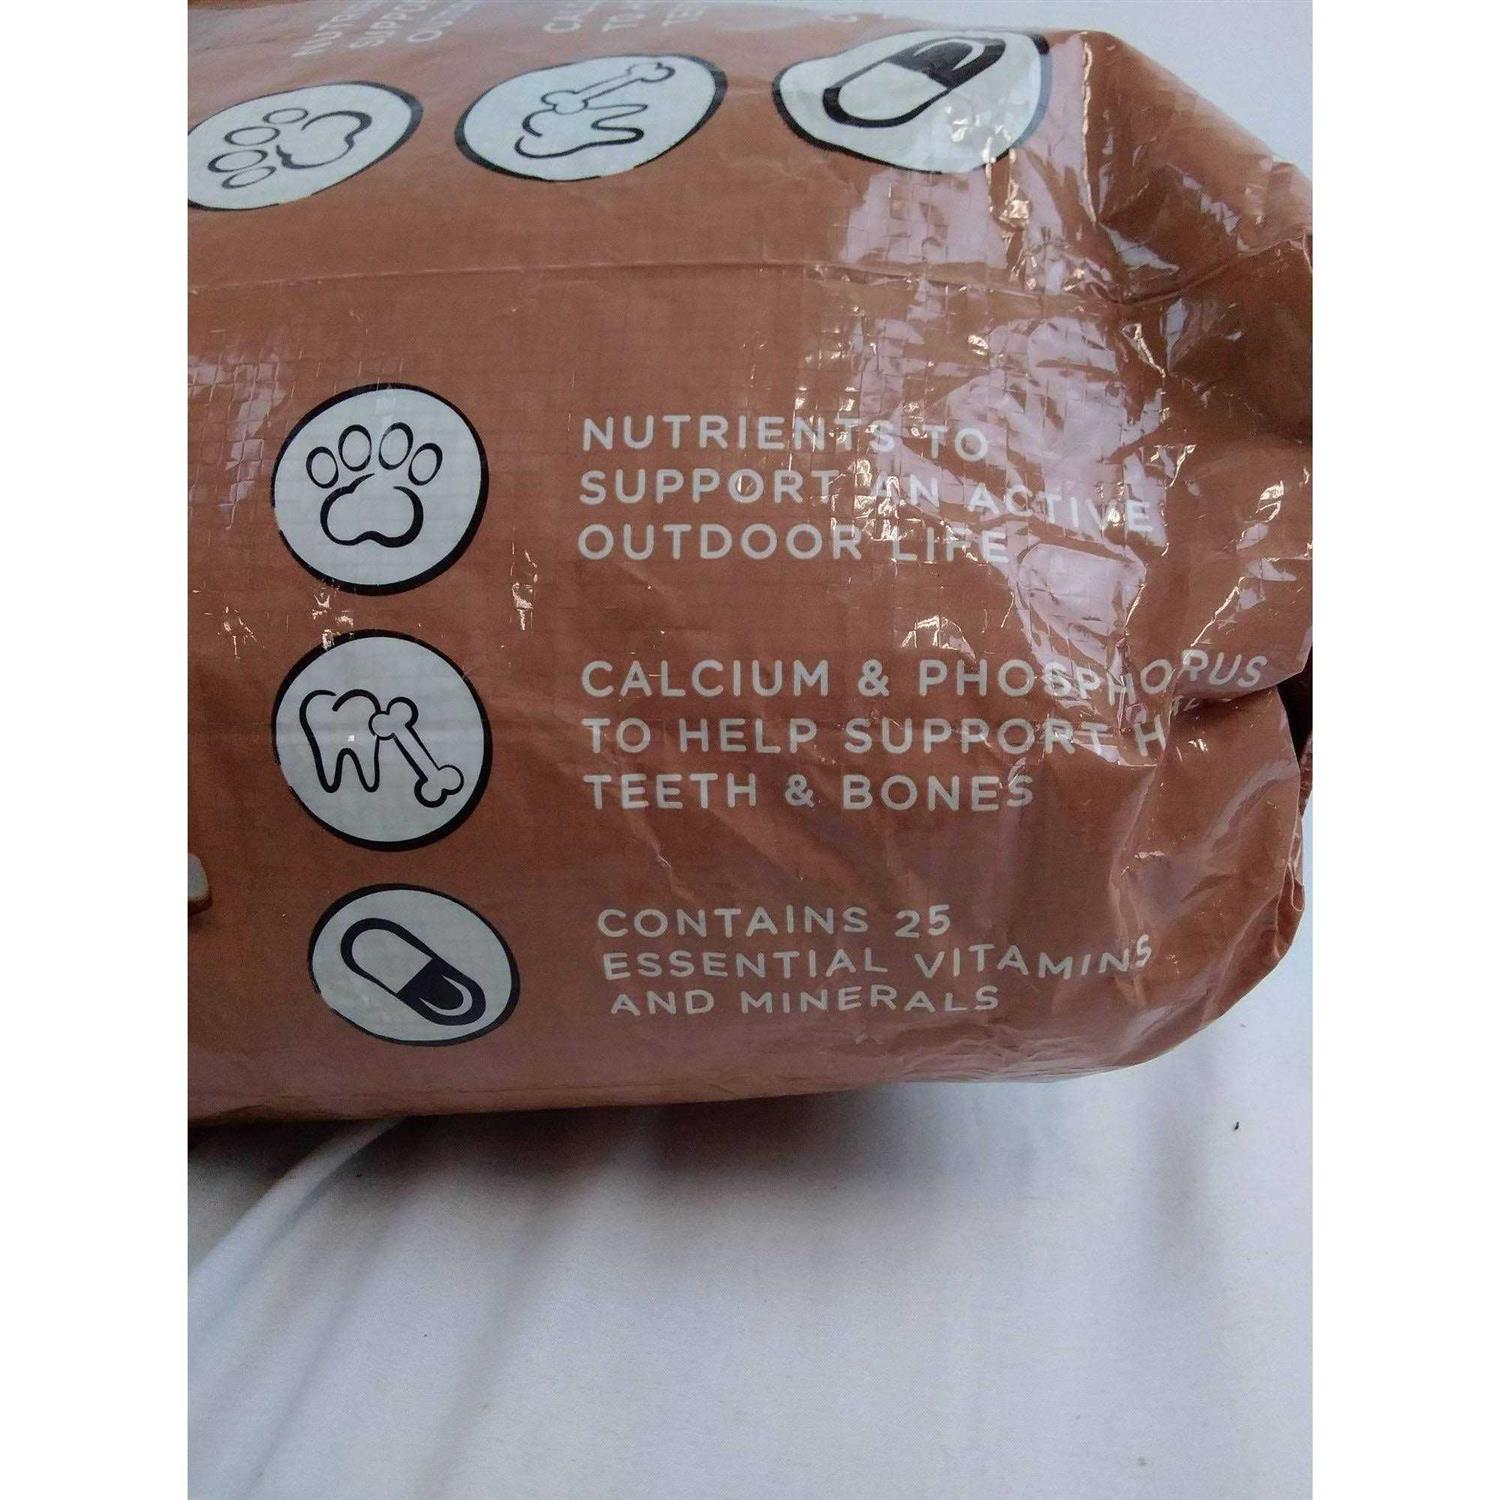 NUTRIENTS TO
SUPPORT AN ACTIVE
OUTDOOR LIFE
CALCIUM & PHOSPHORUS
TO HELP SUPPORT
TEETH & BONES
CONTAINS 25
ESSENTIAL VITAMINS
AND MINERALS